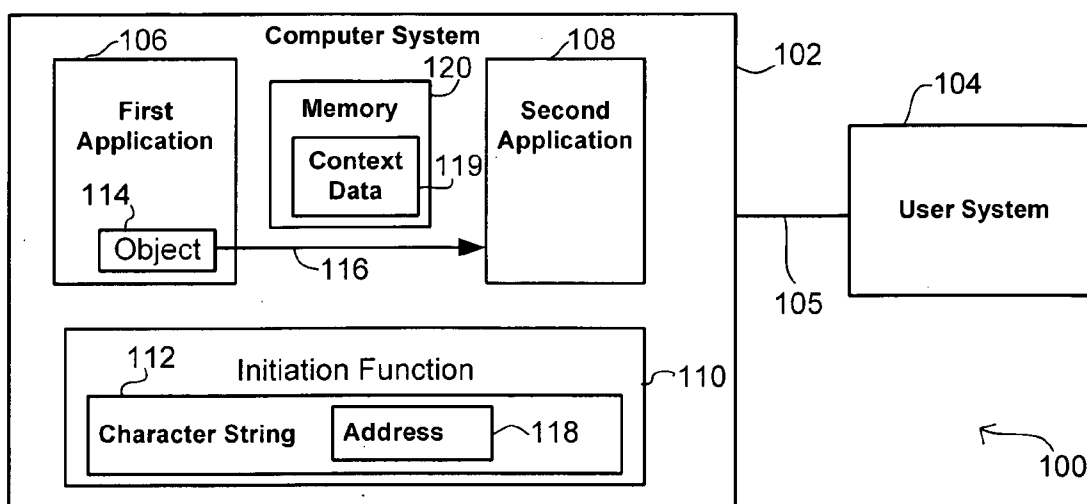 Computer System
106
108
102
120
104
First
Application
Memory
Second
Application
Context
Data
119
User System
114
Object
116
105
112
Initiation Function
110
Character String
Address
118
100